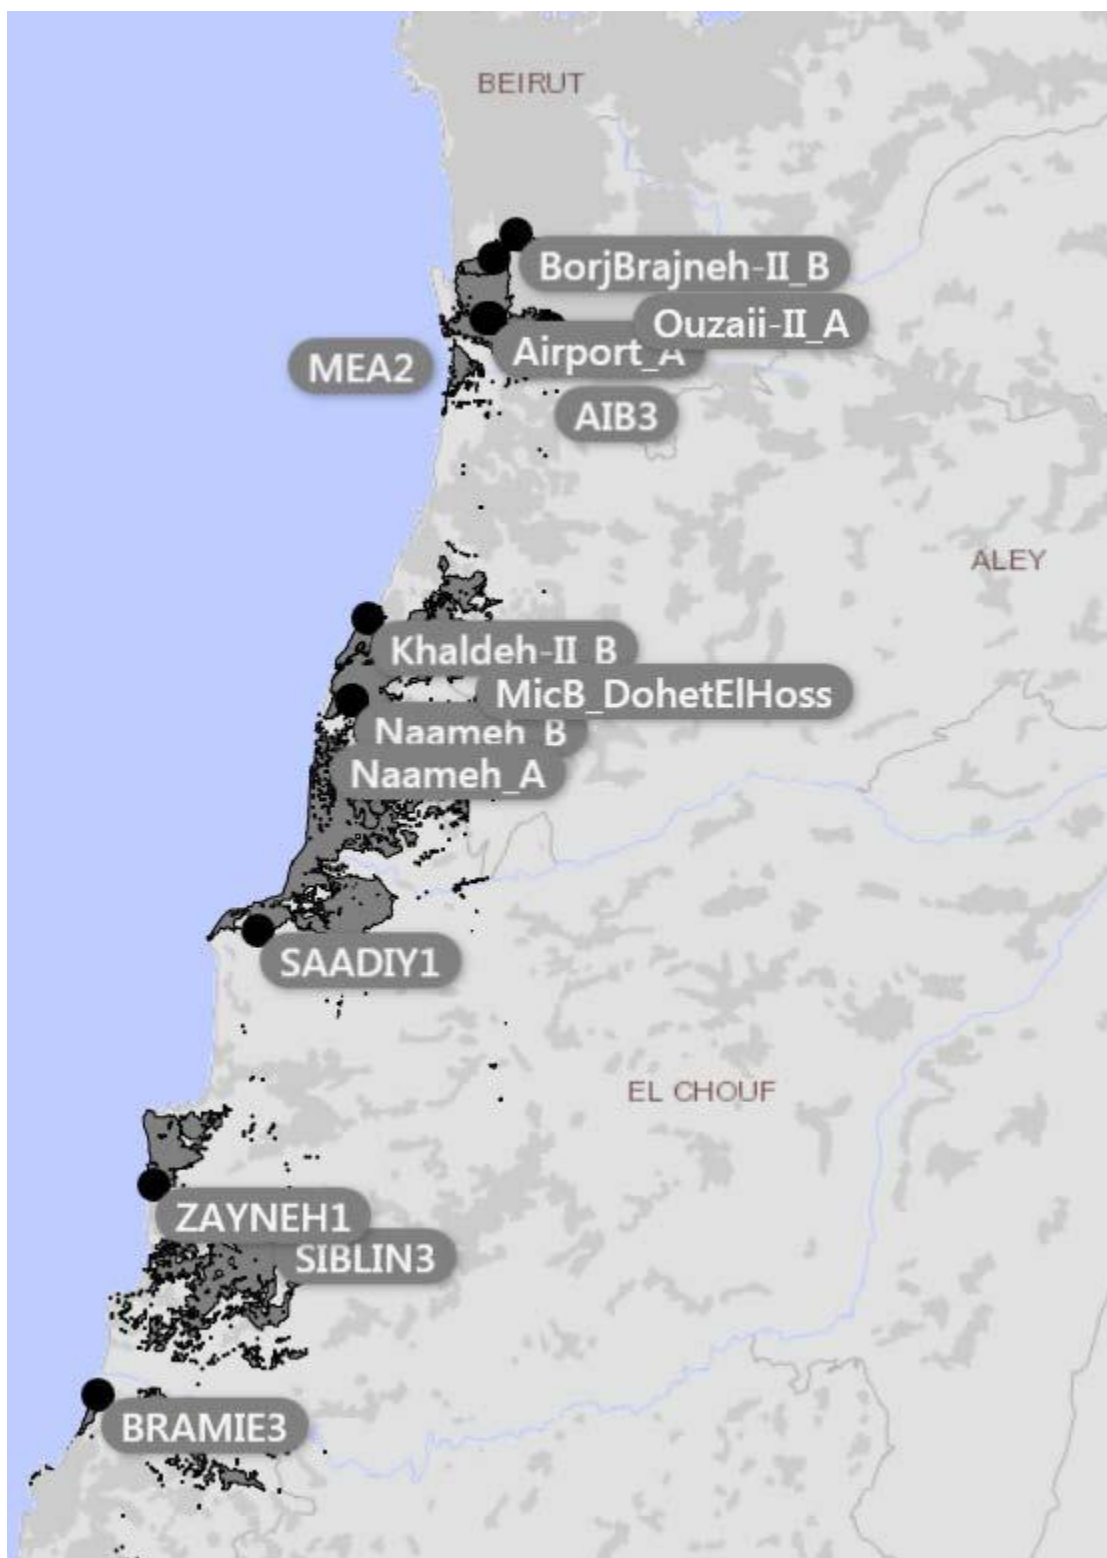 BEIRUT
BorjBrajneh-II_B
Ouzaii-II_A
Airport_A
MEA2
AIB3
ALEY
Khaldeh-II_B
MicB_DohetElHoss
Naameh_B
Naameh_A
SAADIY1
EL CHOUF
ZAYNEH1
SIBLIN3
BRAMIE3